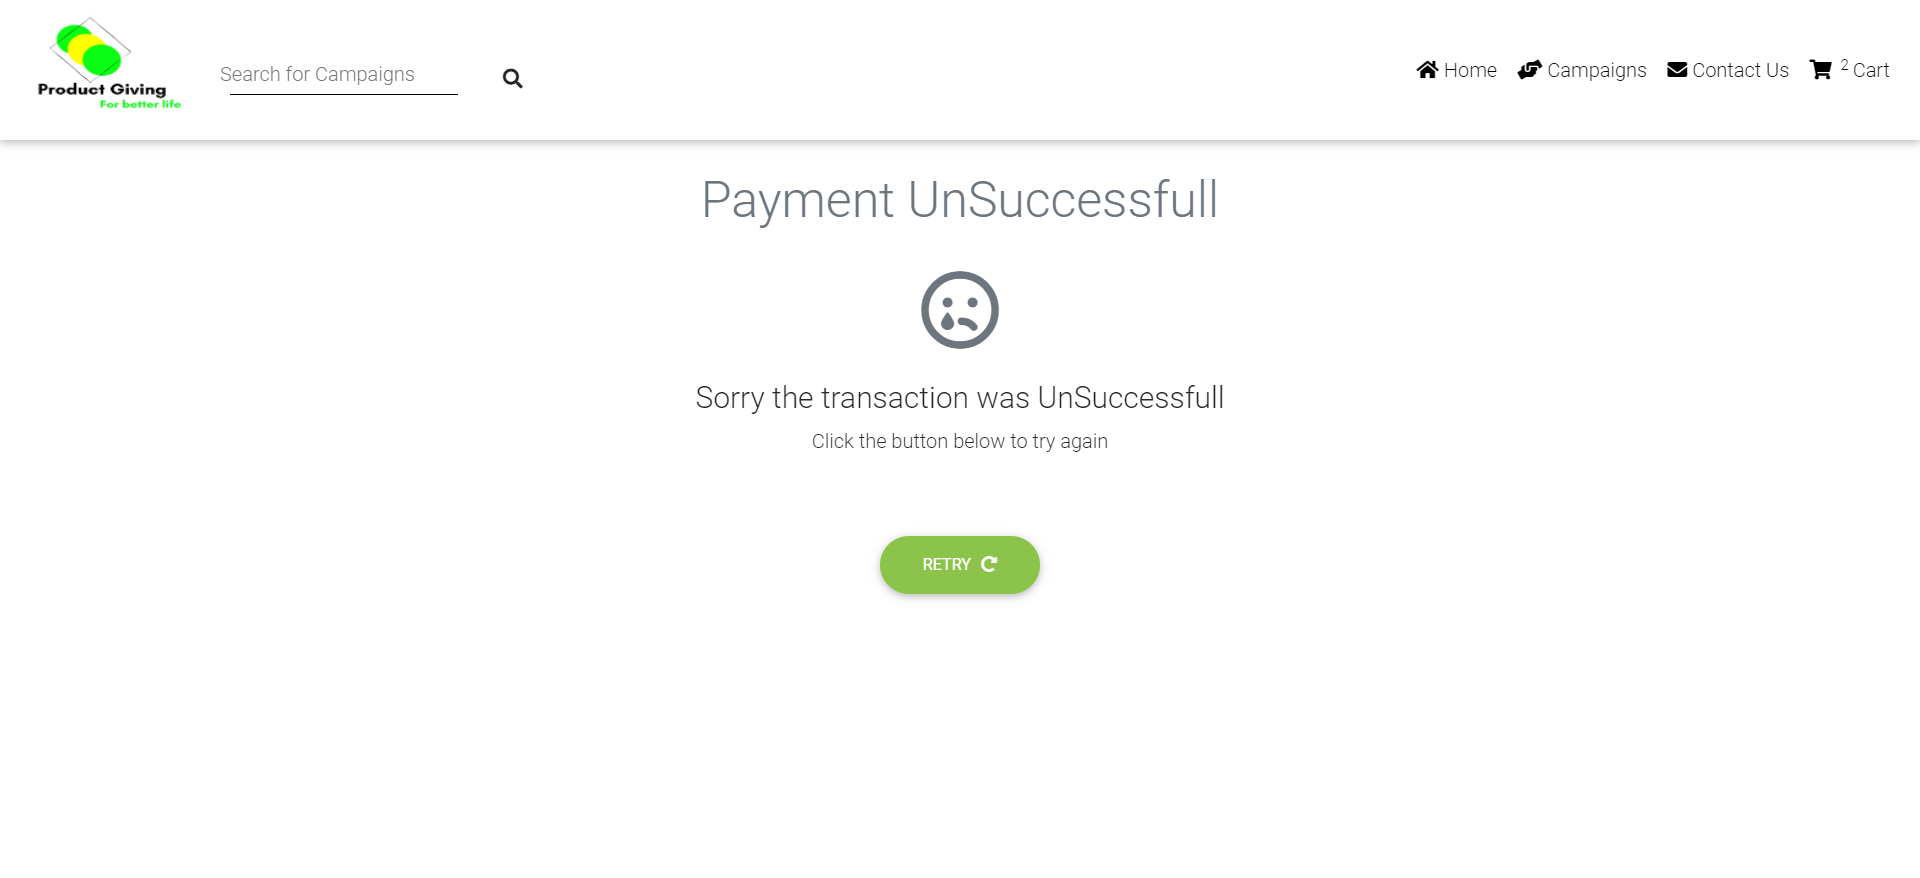 Product Giving
For better life
Search for Campaigns
Home
Campaigns
Contact Us
2 Cart
Payment UnSuccessfull
Sorry the transaction was UnSuccessfull
Click the button below to try again
RETRY